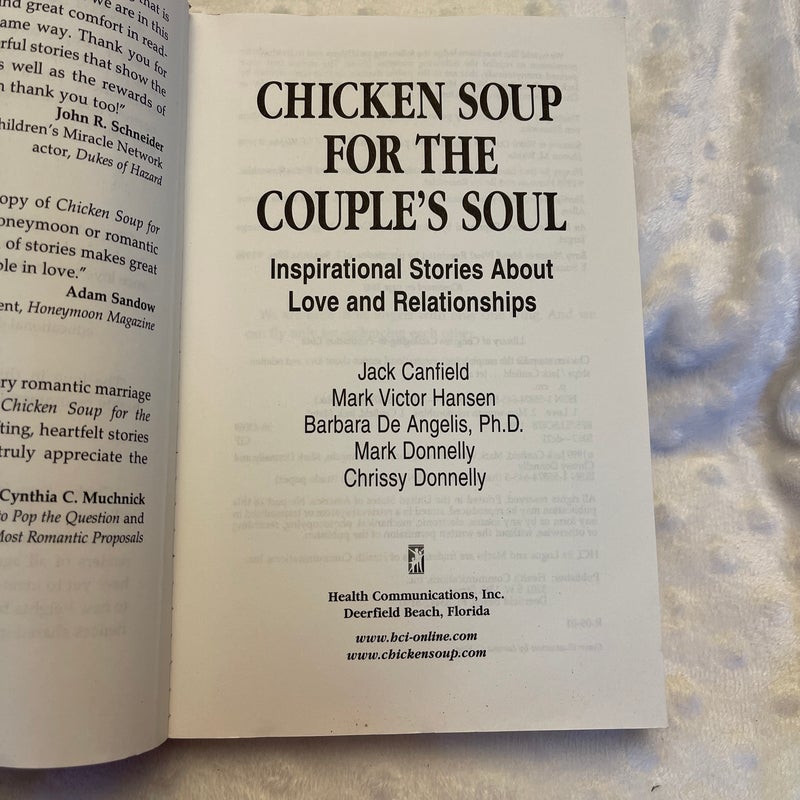 that is
we are in this
nd great comfort in read.
ame way. Thank you for
rful stories that show the
s well as the rewards of
thank you too!"
John R. Schneider
hildren's Miracle Network
actor, Dukes of Hazard
opy of Chicken Soup for
oneymoon or romantic
of stories makes great
ple in love."
Adam Sandow
ent, Honeymoon Magazine
ry romantic marriage
Chicken Soup for the
ting, heartfelt stories
truly appreciate the
Cynthia C. Muchnick
to Pop the Question and
Most Romantic Proposals
CHICKEN SOUP
FOR THE
COUPLE'S SOUL
Inspirational Stories About
Love and Relationships
Jack Canfield
Mark Victor Hansen
Barbara De Angelis, Ph.D.
Mark Donnelly
Chrissy Donnelly
Health Communications, Inc.
Deerfield Beach, Florida
www.hci-online.com
www.chickensoup.com